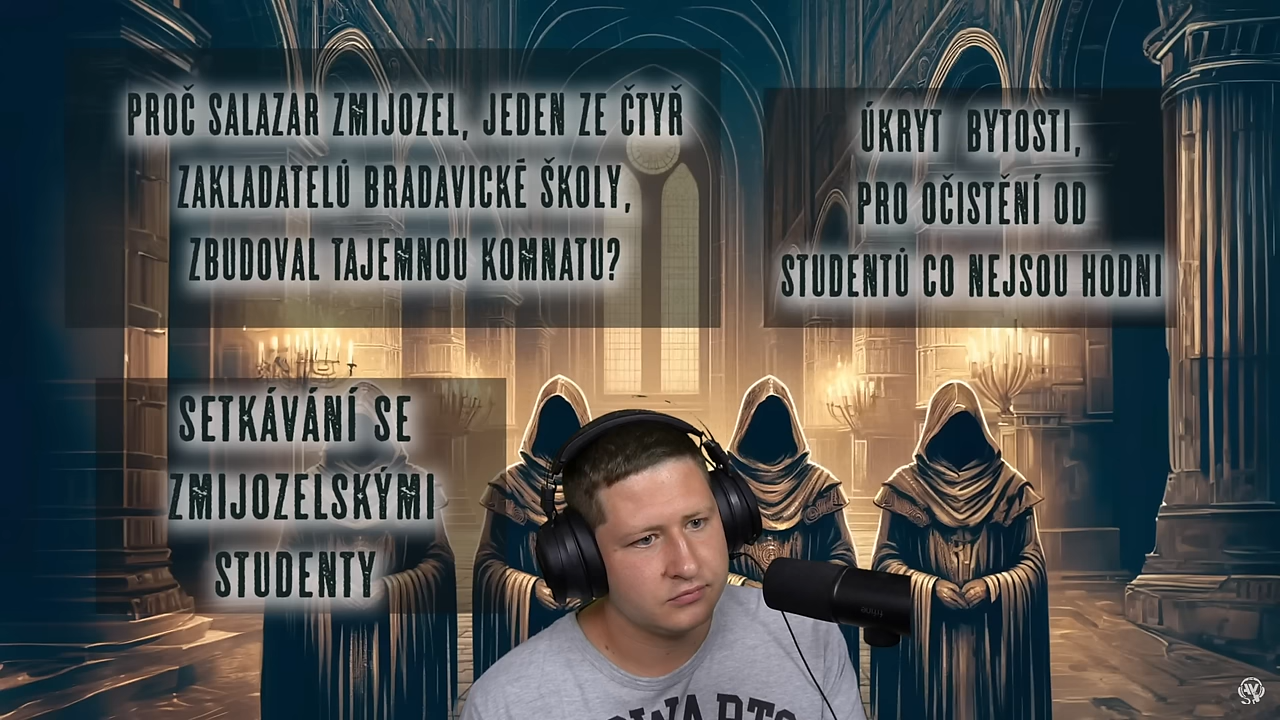 PROČ SALAZAR ZMIJOZEL, JEDEN ZE ČTYŘ
ZAKLADATELŮ BRADAVICKÉ ŠKOLY,
ZBUDOVAL TAJEMNOU KOMNATU?
ÚKRYT BYTOSTI,
PRO OČISTĚNÍ OD
STUDENTŮ CO NEJSOU HODNI
SETKÁVÁNÍ SE
ZMIJOZELSKÝMI
STUDENTY